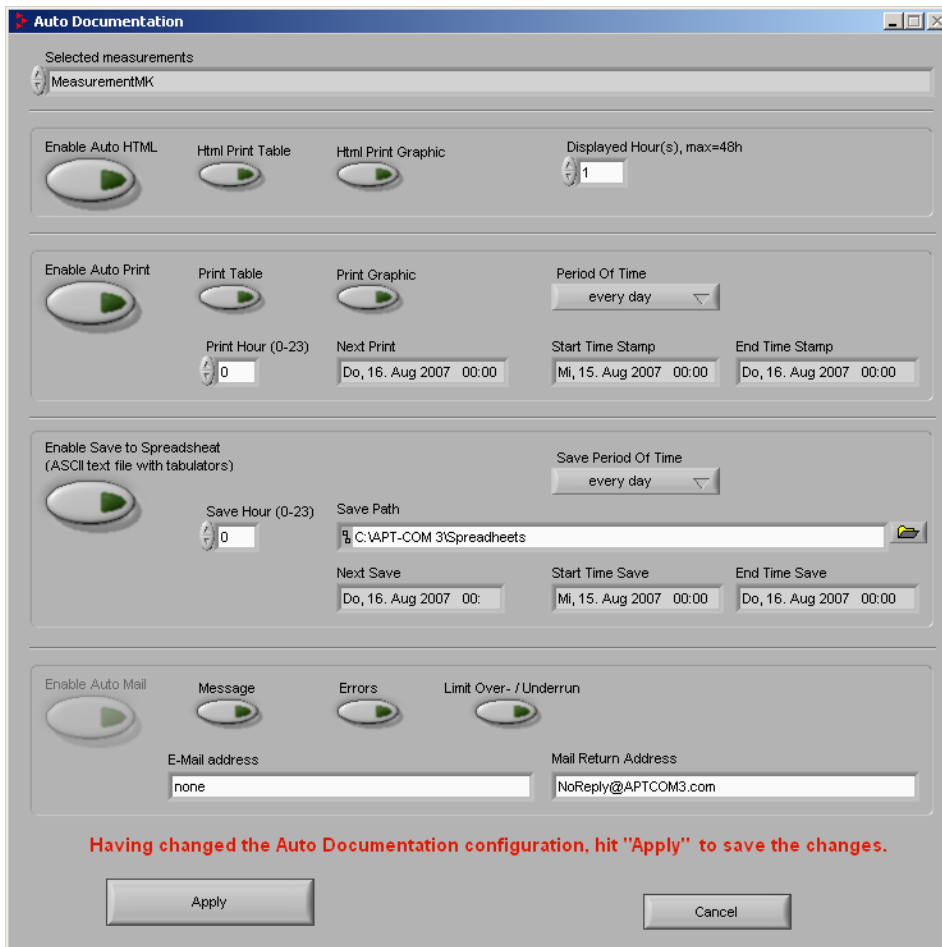 Auto Documentation
Selected measurements
MeasurementMK
Enable Auto HTML
Html Print Table
Html Print Graphic
Displayed Hour(s), max=48h
1
Enable Auto Print
Print Table
Print Graphic
Period Of Time
every day
Print Hour (0-23)
Next Print
Start Time Stamp
End Time Stamp
0
Do, 16. Aug 2007 00:00
Mi, 15. Aug 2007 00:00
Do, 16. Aug 2007 00:00
Enable Save to Spreadsheat
(ASCII text file with tabulators)
Save Period Of Time
every day
Save Hour (0-23)
Save Path
0
C:\APT-COM 3\Spreadheets
Next Save
Start Time Save
End Time Save
Do, 16. Aug 2007 00:
Mi, 15. Aug 2007 00:00
Do, 16. Aug 2007 00:00
Enable Auto Mail
Message
Errors
Limit Over- / Underrun
E-Mail address
Mail Return Address
none
NoReply@APTCOM3.com
Having changed the Auto Documentation configuration, hit "Apply" to save the changes.
Apply
Cancel